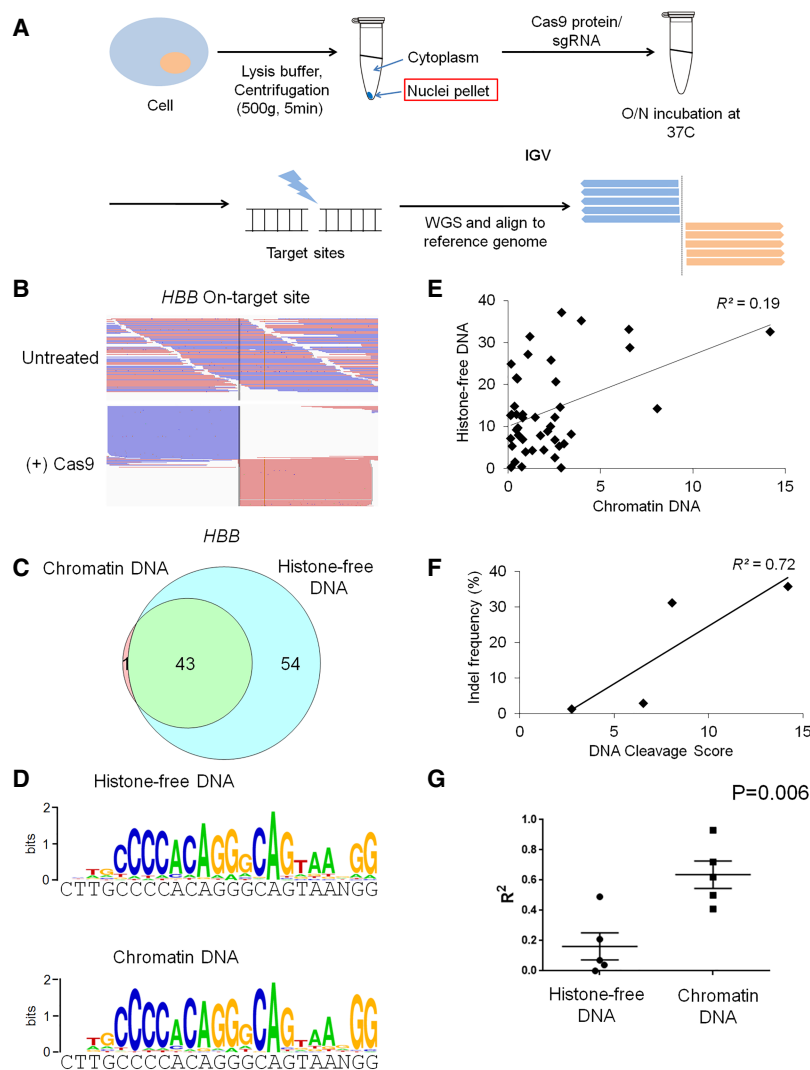 A
Cell
Lysis buffer,
Centrifugation
(500g, 5min)
Cytoplasm
Nuclei pellet
Cas9 protein/
sgRNA
O/N incubation at
37C
Target sites
WGS and align to
reference genome
IGV
B
HBB On-target site
Untreated
(+) Cas9
C
HBB
Chromatin DNA
Histone-free
DNA
1
43
54
D
Histone-free DNA
2
1
0
bits
TGCCCCACAGGGCAGTAA GG
CTTGCCCCACAGGGCAGTAANGG
Chromatin DNA
2
1
0
bits
TGCCCCACAGGGCAGTAA GG
CTTGCCCCACAGGGCAGTAANGG
E
R² = 0.19
Histone-free DNA
40
30
20
10
0
0 5 10 15
Chromatin DNA
F
R² = 0.72
Indel frequency (%)
40
30
20
10
0
0 5 10 15
DNA Cleavage Score
G
P=0.006
R²
1.0
0.8
0.6
0.4
0.2
0.0
Histone-free
DNA
Chromatin
DNA